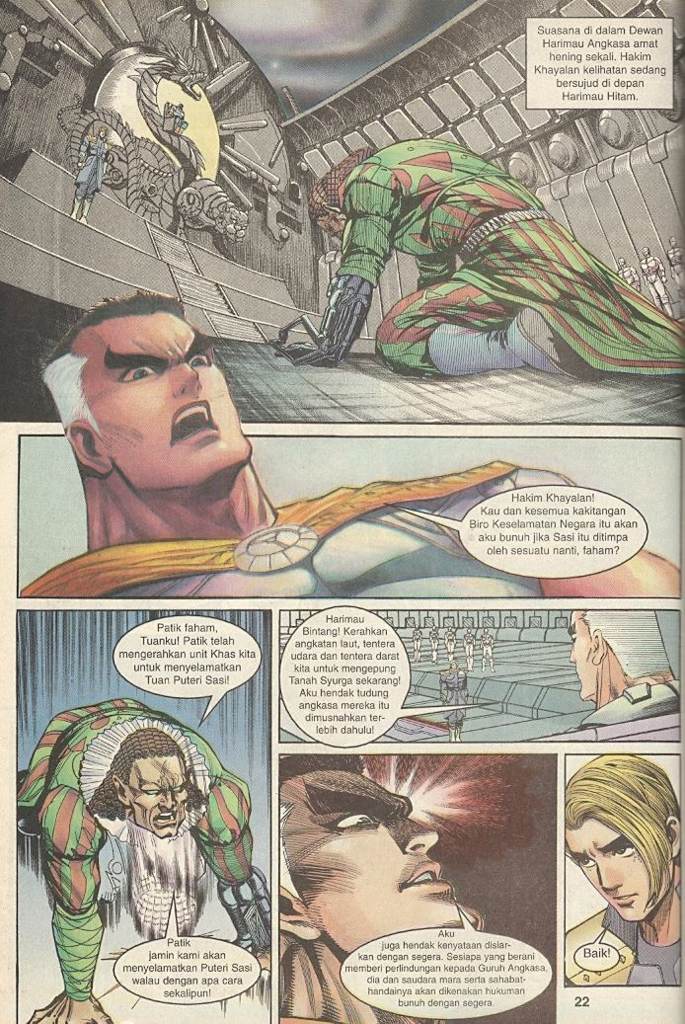 Suasana di dalam Dewan
Harimau Angkasa amat
hening sekali. Hakim
Khayalan kelihatan sedang
bersujud di depan
Harimau Hitam.
Hakim Khayalan!
Kau dan kesemua kakitangan
Biro Keselamatan Negara itu akan
aku bunuh jika Sasi itu ditimpa
oleh sesuatu nanti, faham?
Patik faham,
Tuanku! Patik telah
mengerahkan unit Khas kita
untuk menyelamatkan
Tuan Puteri Sasi!
Patik
jamin kami akan
menyelamatkan Puteri Sasi
walau dengan apa cara
sekalipun!
Harimau
Bintang! Kerahkan
angkatan laut, tentera
udara dan tentera darat
kita untuk mengepung
Tanah Syurga sekarang!
Aku hendak tudung
angkasa mereka itu
dimusnahkan ter-
lebih dahulu!
Aku
juga hendak kenyataan disiar-
kan dengan segera. Sesiapa yang berani
memberi perlindungan kepada Guruh Angkasa,
dia dan saudara mara serta sahabat-
handainya akan dikenakan hukuman
bunuh dengan segera.
Baik!
22